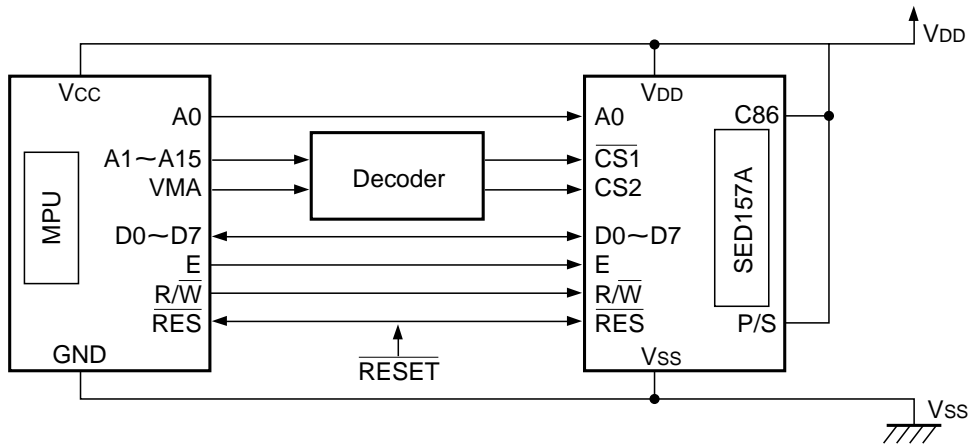 VDD
VCC
VDD
A0
A0
C86
A1～A15
CS1
VMA
Decoder
CS2
MPU
SED157A
D0～D7
D0～D7
E
E
R/W
R/W
RES
RES
P/S
RESET
GND
VSS
VSS